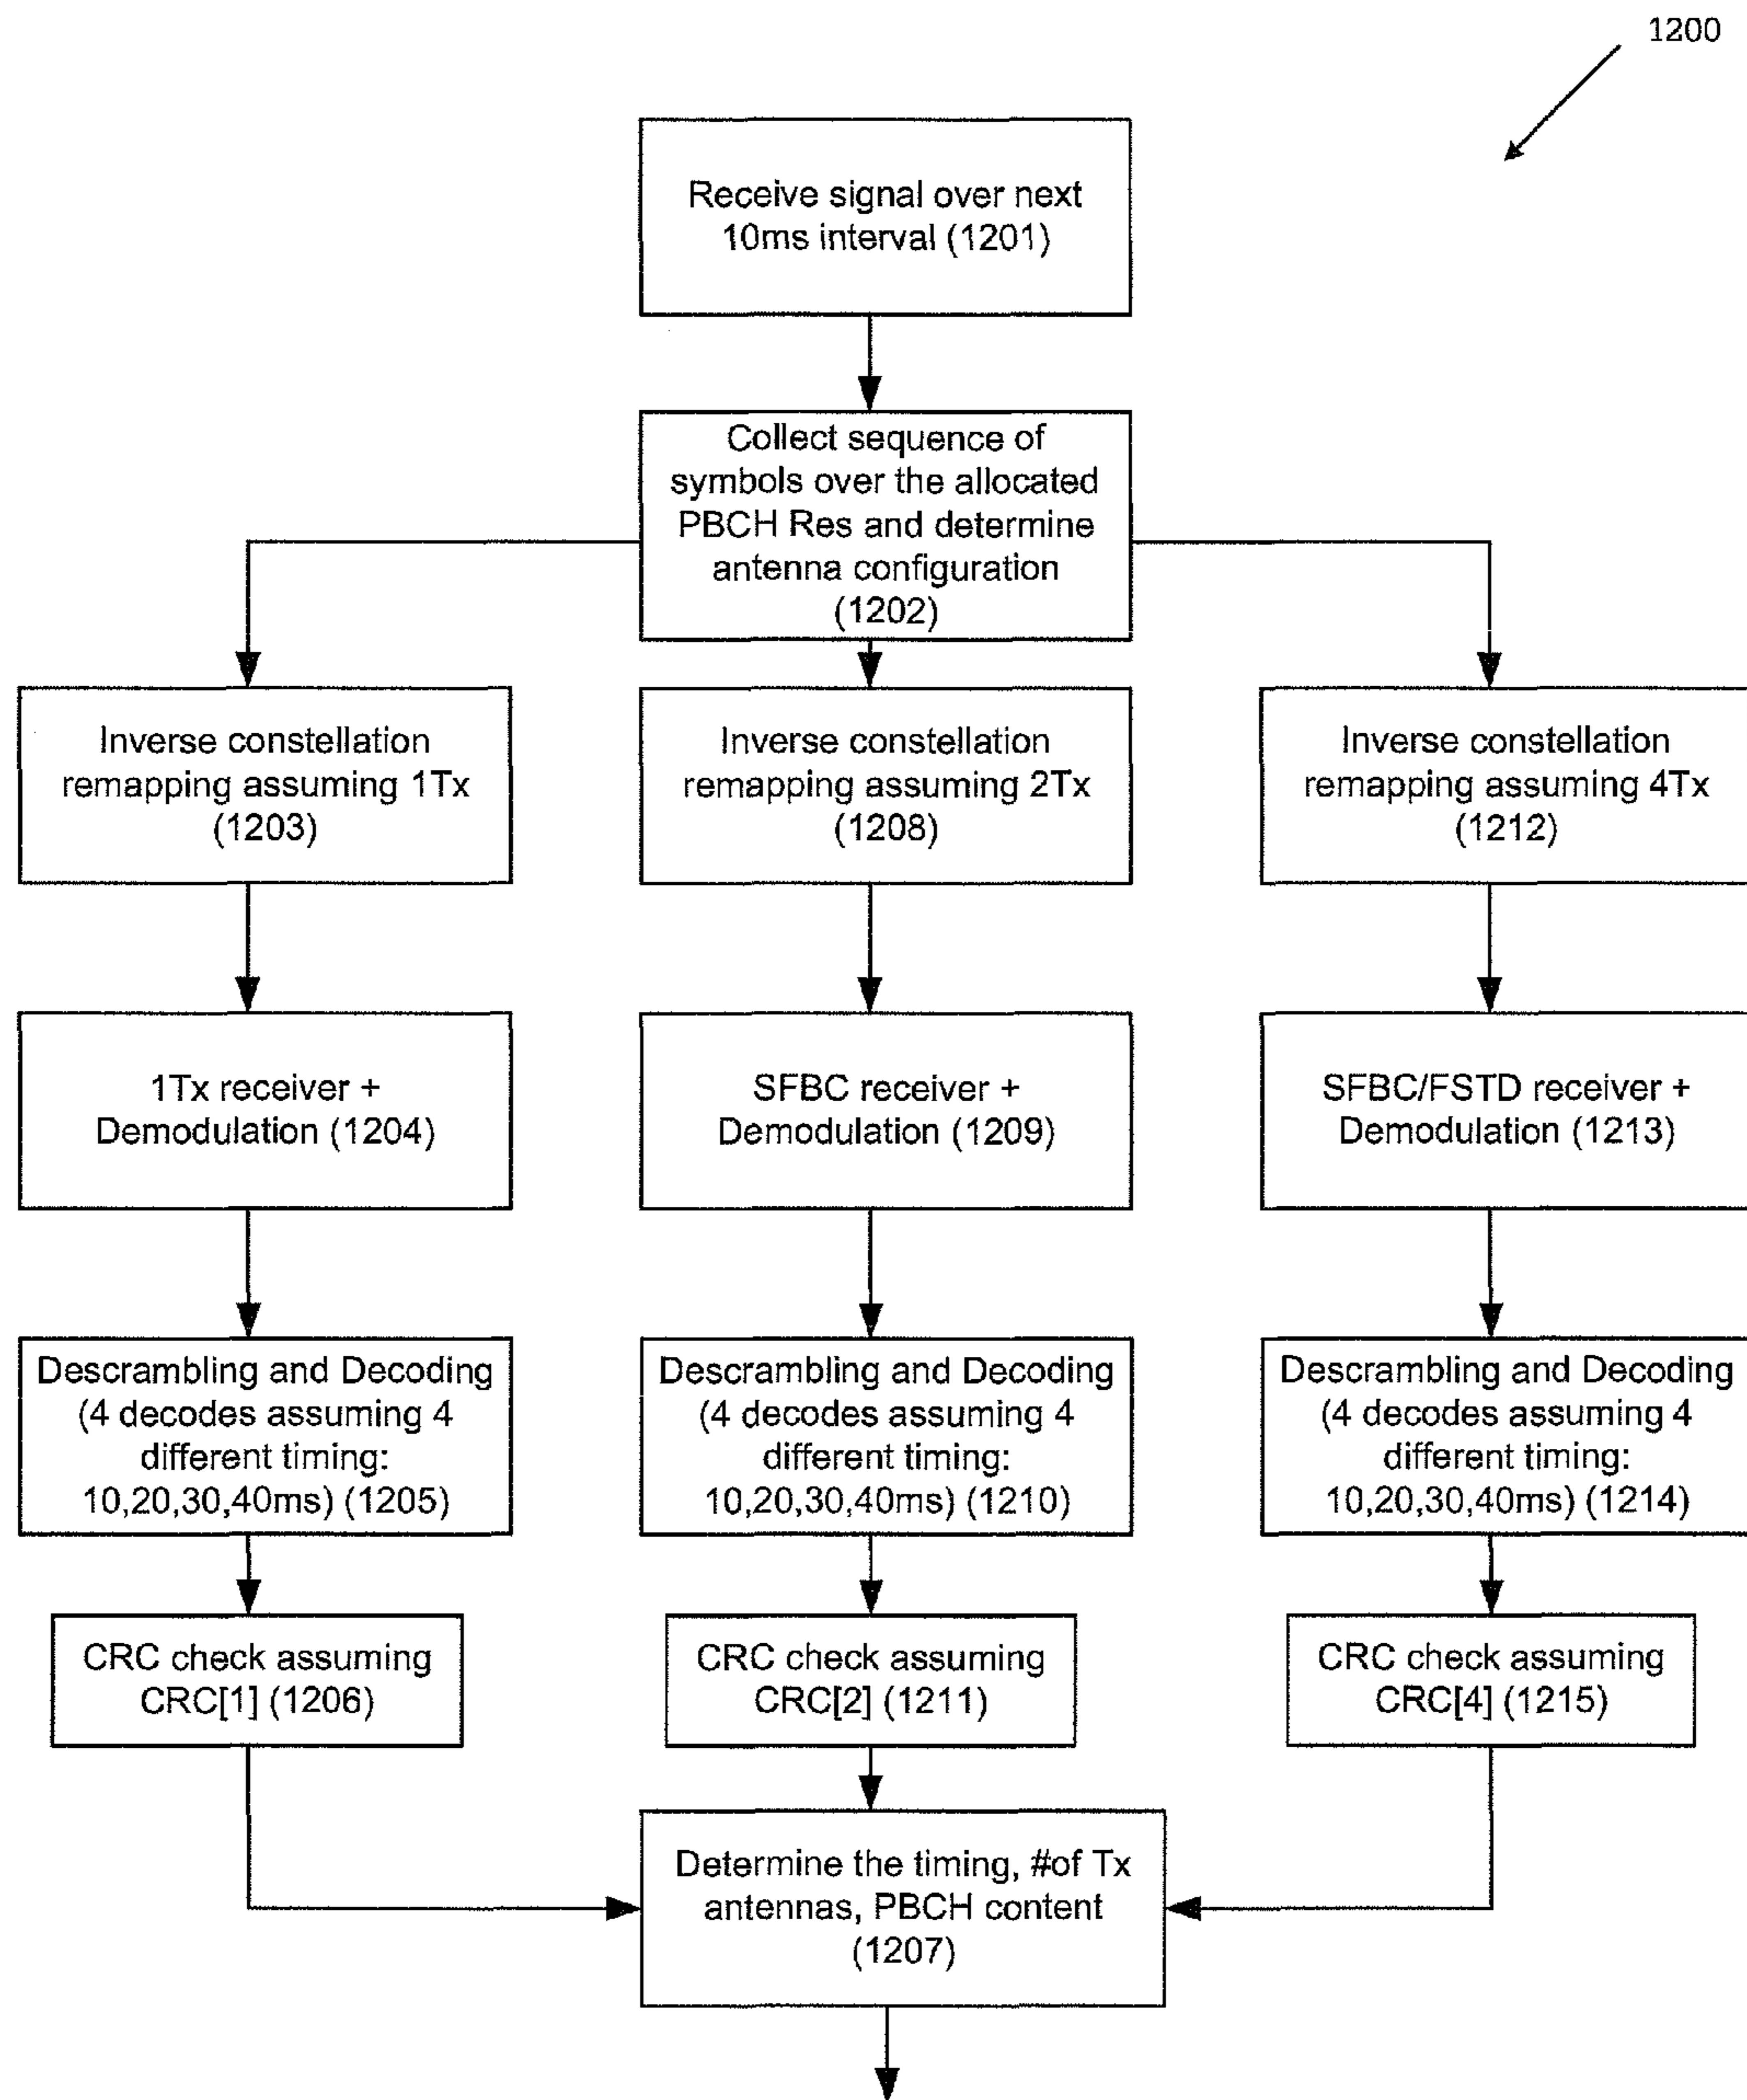 1200
Receive signal over next
10ms interval (1201)
Collect sequence of
symbols over the allocated
PBCH Res and determine
antenna configuration
(1202)
Inverse constellation
remapping assuming 1Tx
(1203)
Inverse constellation
remapping assuming 2Tx
(1208)
Inverse constellation
remapping assuming 4Tx
(1212)
1Tx receiver +
Demodulation (1204)
SFBC receiver +
Demodulation (1209)
SFBC/FSTD receiver +
Demodulation (1213)
Descrambling and Decoding
(4 decodes assuming 4
different timing:
10,20,30,40ms) (1205)
Descrambling and Decoding
(4 decodes assuming 4
different timing:
10,20,30,40ms) (1210)
Descrambling and Decoding
(4 decodes assuming 4
different timing:
10,20,30,40ms) (1214)
CRC check assuming
CRC[1] (1206)
CRC check assuming
CRC[2] (1211)
CRC check assuming
CRC[4] (1215)
Determine the timing, #of Tx
antennas, PBCH content
(1207)